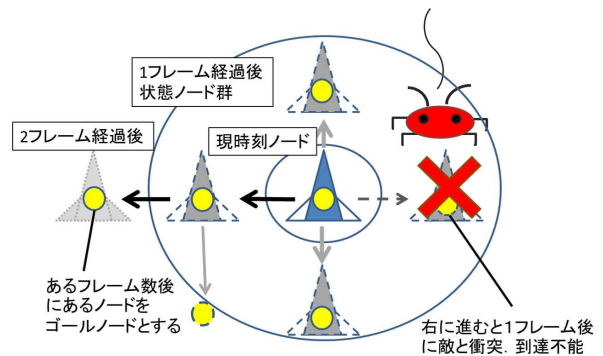 1フレーム経過後
状態ノード群
2フレーム経過後
現時刻ノード
あるフレーム数後
にあるノードを
ゴールノードとする
右に進むと1フレーム後
に敵と衝突．到達不能